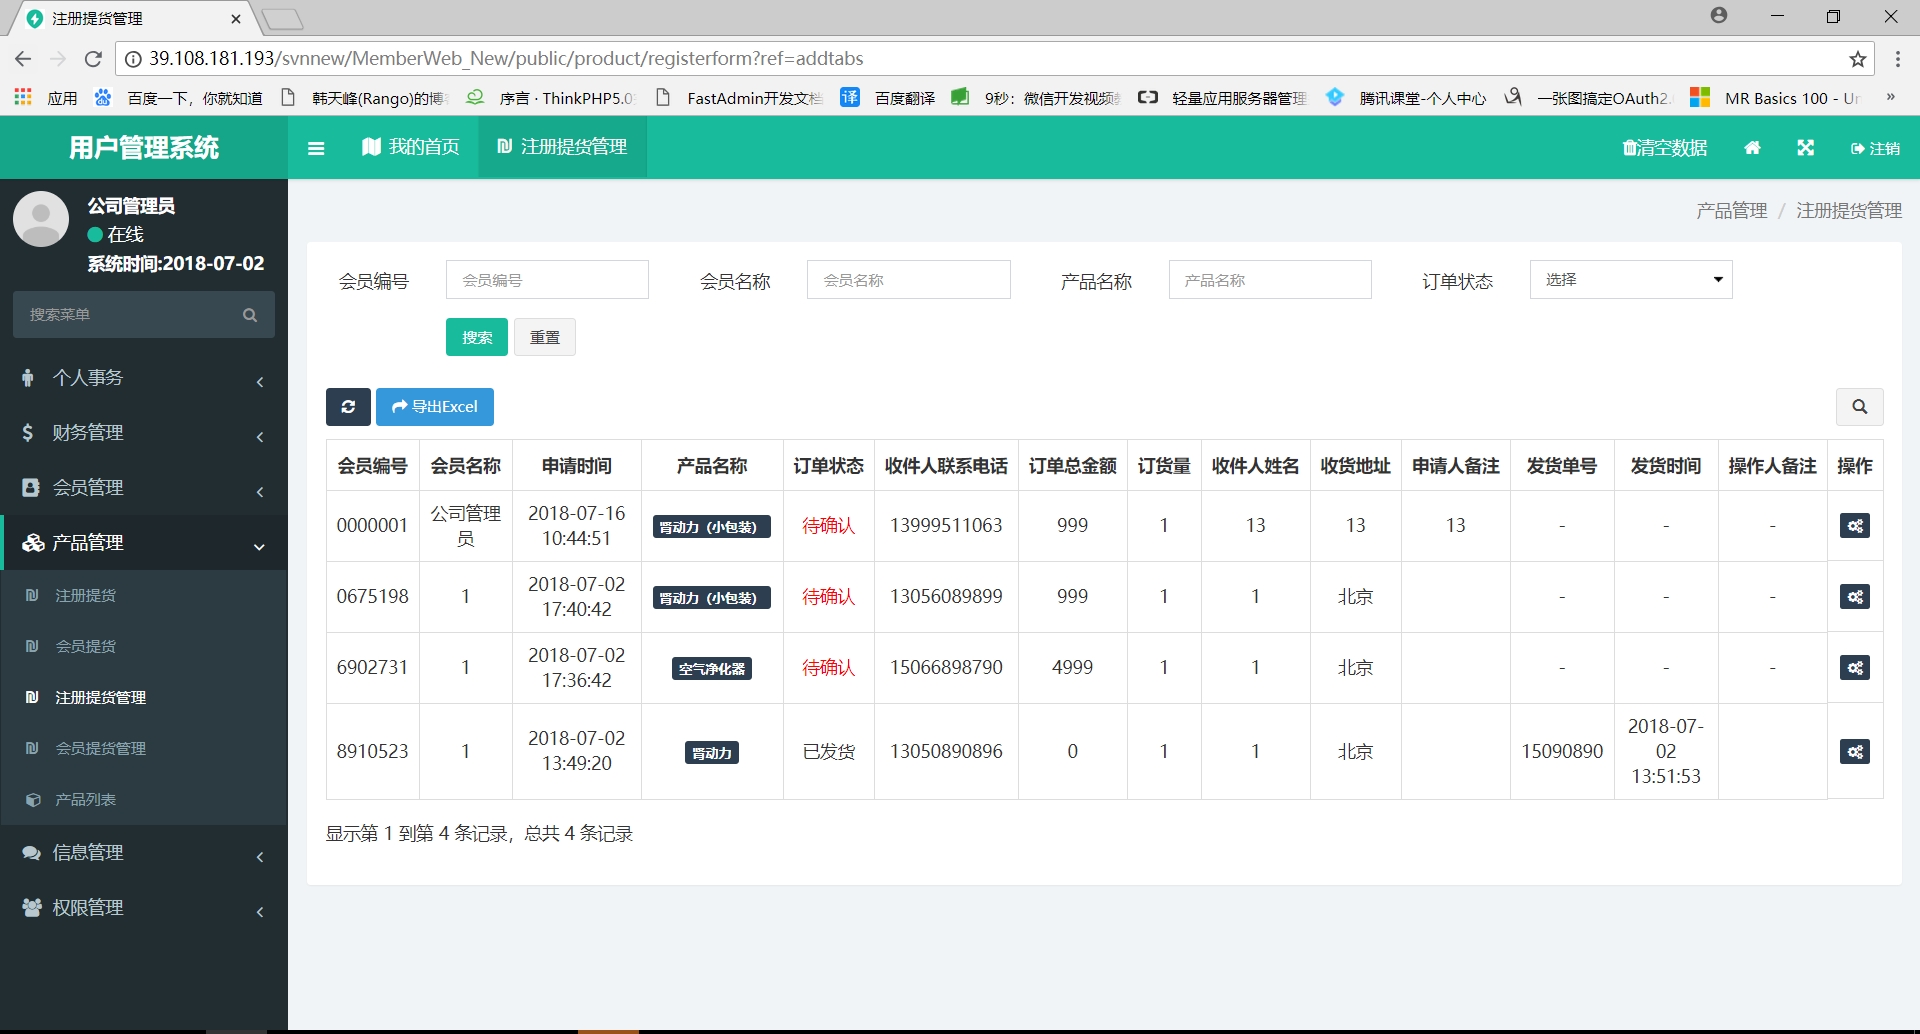 注册提货管理
39.108.181.193/svnnew/MemberWeb_New/public/product/registerform?ref=addtabs
应用 百度一下，你就知道 韩天峰(Rango)的博 序言 · ThinkPHP5.0 FastAdmin开发文档 百度翻译 9秒：微信开发视频 轻量应用服务器管理 腾讯课堂-个人中心 一张图搞定OAuth2. MR Basics 100 - Un »
用户管理系统 我的首页 注册提货管理 清空数据 注销
公司管理员
在线
系统时间:2018-07-02
搜索菜单
个人事务
财务管理
会员管理
产品管理
注册提货
会员提货
注册提货管理
会员提货管理
产品列表
信息管理
权限管理
产品管理 / 注册提货管理
会员编号 会员编号 会员名称 会员名称 产品名称 产品名称 订单状态 选择
搜索 重置
导出Excel
会员编号 会员名称 申请时间 产品名称 订单状态 收件人联系电话 订单总金额 订货量 收件人姓名 收货地址 申请人备注 发货单号 发货时间 操作人备注 操作
0000001 公司管理员 2018-07-16 10:44:51 肾动力（小包装） 待确认 13999511063 999 1 13 13 13 - - -
0675198 1 2018-07-02 17:40:42 肾动力（小包装） 待确认 13056089899 999 1 1 北京 - - -
6902731 1 2018-07-02 17:36:42 空气净化器 待确认 15066898790 4999 1 1 北京 - - -
8910523 1 2018-07-02 13:49:20 肾动力 已发货 13050890896 0 1 1 北京 15090890 2018-07-02 13:51:53
显示第 1 到第 4 条记录，总共 4 条记录